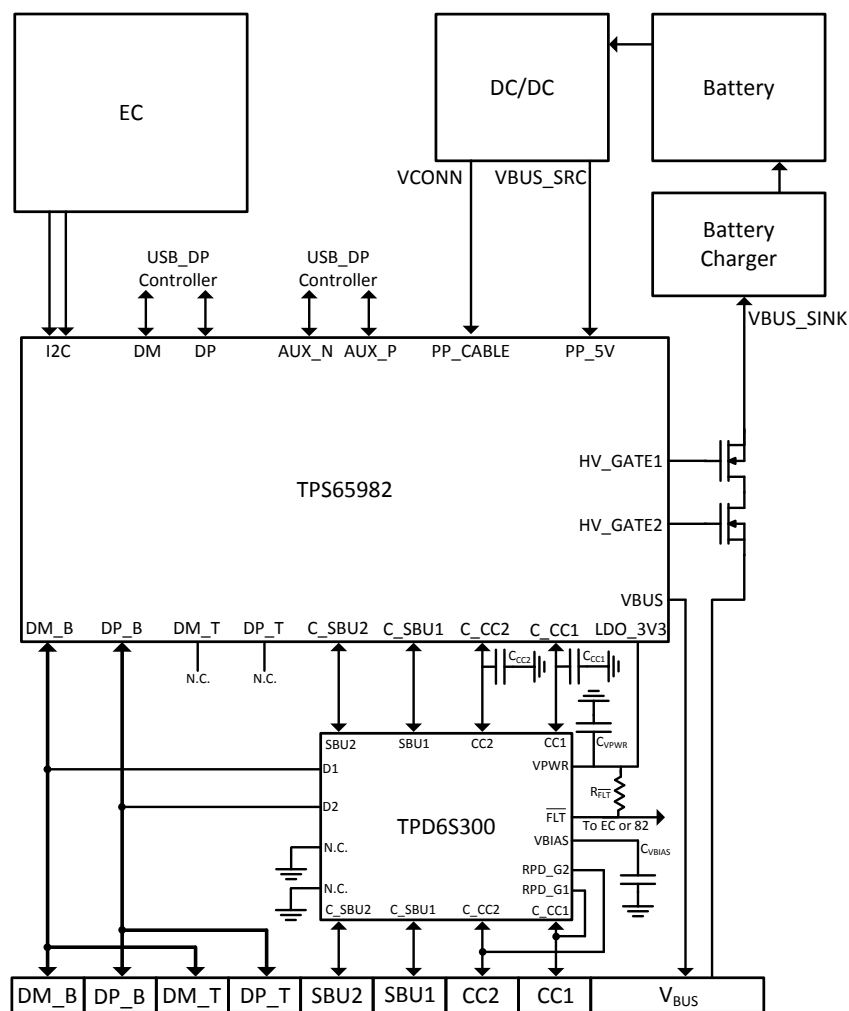 EC
DC/DC
Battery
VCONN
VBUS_SRC
Battery
Charger
USB_DP
Controller
USB_DP
Controller
VBUS_SINK
I2C
DM
DP
AUX_N
AUX_P
PP_CABLE
PP_5V
HV_GATE1
TPS65982
HV_GATE2
VBUS
DM_B
DP_B
DM_T
DP_T
C_SBU2
C_SBU1
C_CC2
C_CC1
LDO_3V3
N.C.
N.C.
CCC2
CCC1
SBU2
SBU1
CC2
CC1
CVPWR
VPWR
D1
RFLT
D2
FLT
To EC or 82
TPD6S300
VBIAS
CVBIAS
N.C.
RPD_G2
N.C.
RPD_G1
C_SBU2
C_SBU1
C_CC2
C_CC1
DM_B
DP_B
DM_T
DP_T
SBU2
SBU1
CC2
CC1
VBUS